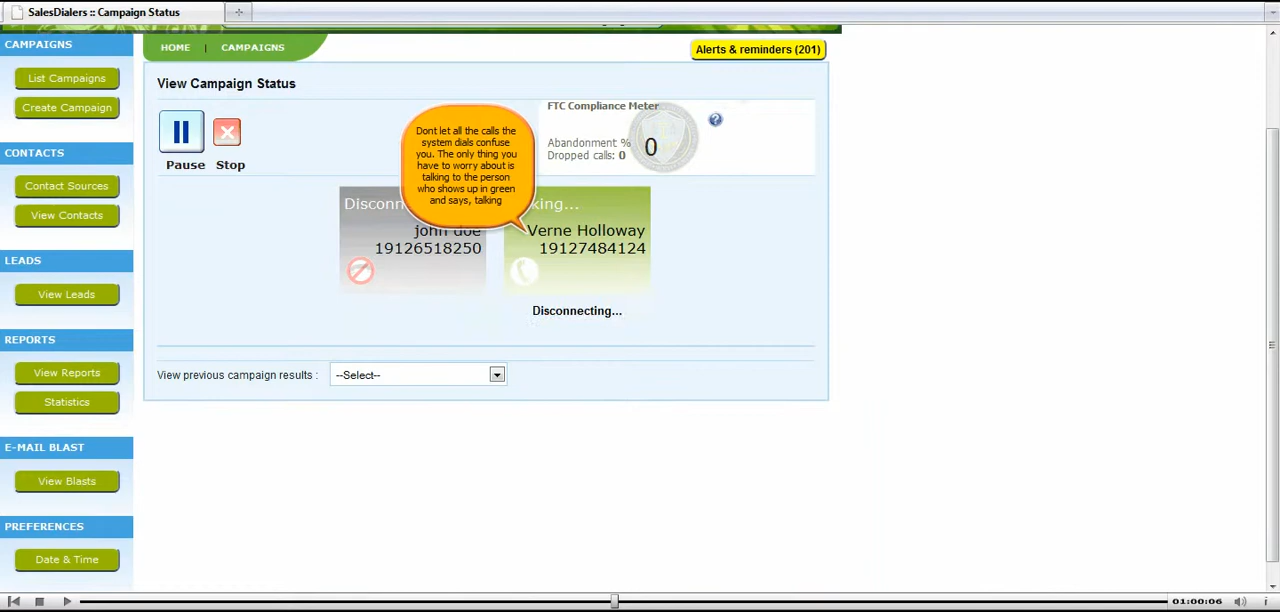 SalesDialers :: Campaign Status
CAMPAIGNS
List Campaigns
Create Campaign
CONTACTS
Contact Sources
View Contacts
LEADS
View Leads
REPORTS
View Reports
Statistics
E-MAIL BLAST
View Blasts
PREFERENCES
Date & Time
HOME | CAMPAIGNS
Alerts & reminders (201)
View Campaign Status
Pause Stop
FTC Compliance Meter
Abandonment %
Dropped calls: 0
0
Dont let all the calls the
system dials confuse
you. The only thing you
have to worry about is
talking to the person
who shows up in green
and says, talking
john doe
19126518250
Verne Holloway
19127484124
Disconnecting...
View previous campaign results :
--Select--
01:00:06